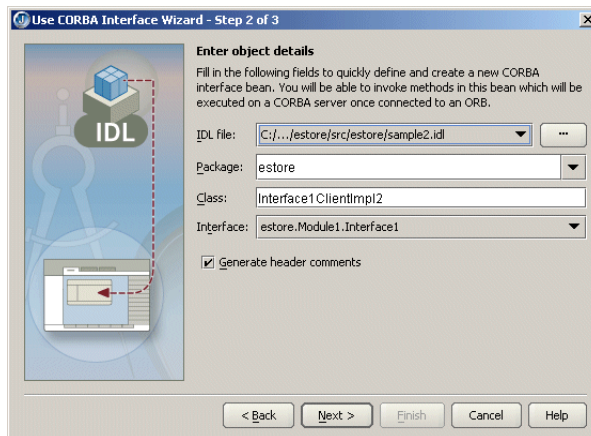 Use CORBA Interface Wizard - Step 2 of 3
Enter object details
Fill in the following fields to quickly define and create a new CORBA
interface bean. You will be able to invoke methods in this bean which will be
executed on a CORBA server once connected to an ORB.
IDL
IDL file: C:/.../estore/src/estore/sample2.idl ...
Package: estore
Class: Interface1ClientImpl2
Interface: estore.Module1.Interface1
Generate header comments
< Back Next > Finish Cancel Help